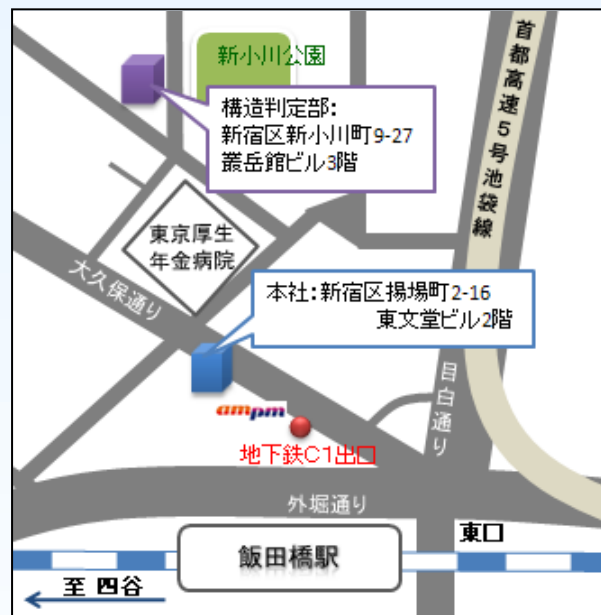 新小川公園
首都高速5号池袋線
構造判定部:
新宿区新小川町9-27
叢岳館ビル3階
東京厚生
年金病院
大久保通り
本社:新宿区揚場町2-16
東文堂ビル2階
目白通り
ampm
地下鉄C1出口
外堀通り
東口
飯田橋駅
至 四谷